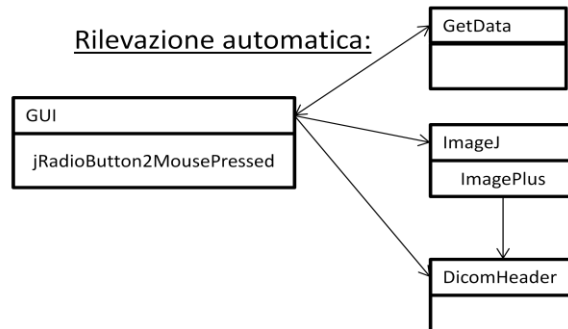 Rilevazione automatica:
GetData
GUI
jRadioButton2MousePressed
ImageJ
ImagePlus
DicomHeader